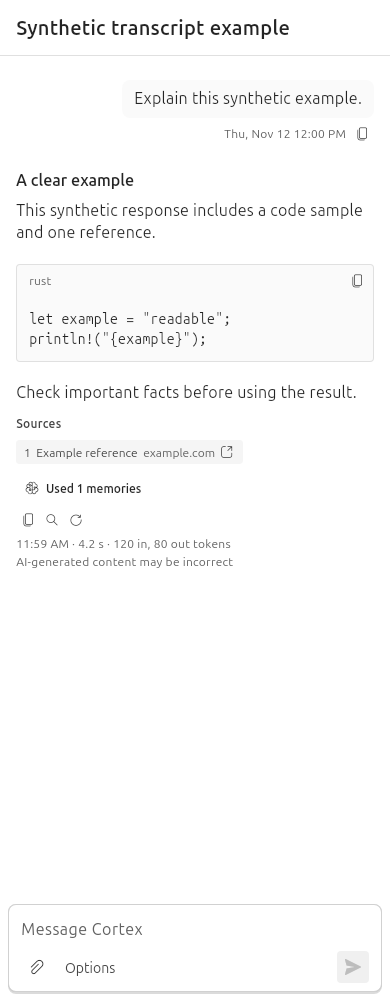 Synthetic transcript example
Explain this synthetic example.
Thu, Nov 12 12:00 PM
A clear example
This synthetic response includes a code sample
and one reference.
rust
let example = "readable";
println!("{example}");
Check important facts before using the result.
Sources
1 Example reference example.com
Used 1 memories
11:59 AM · 4.2 s · 120 in, 80 out tokens
AI-generated content may be incorrect
Message Cortex
Options